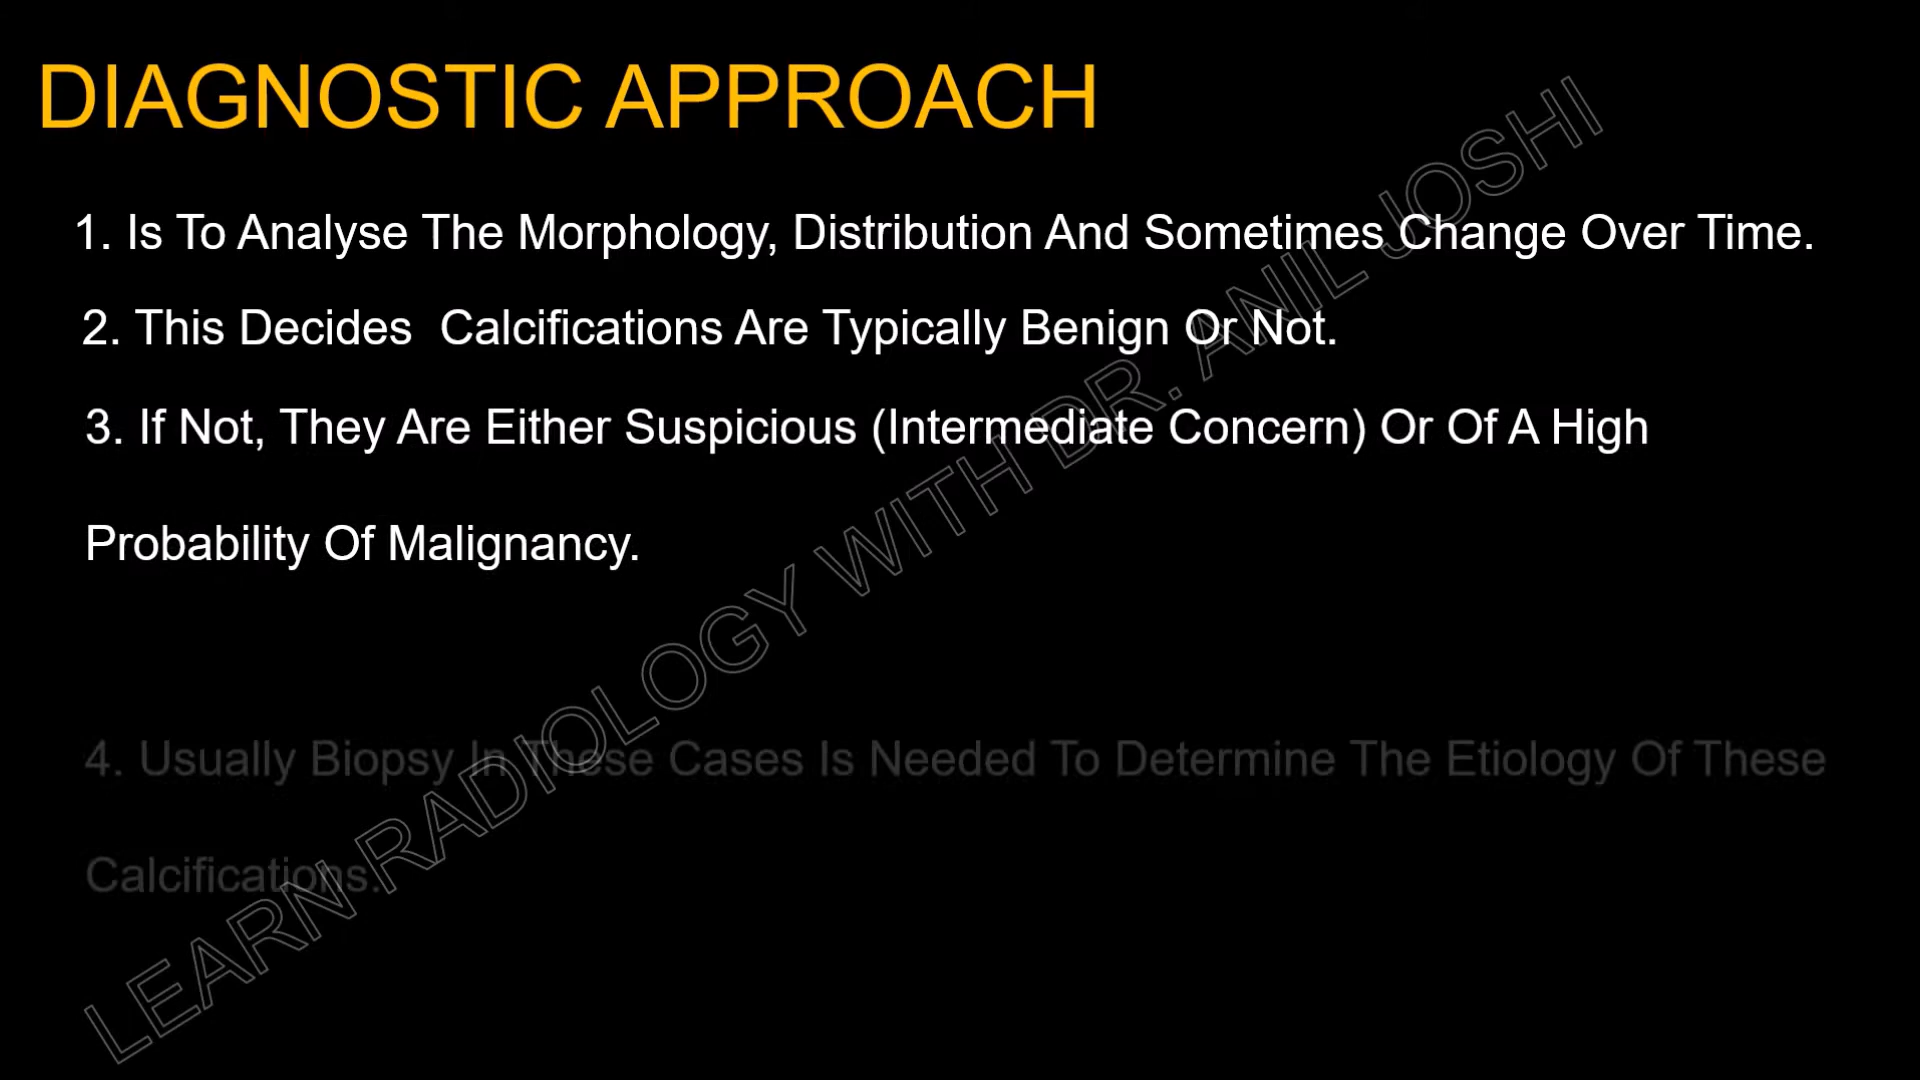 DIAGNOSTIC APPROACH
1. Is To Analyse The Morphology, Distribution And Sometimes Change Over Time.
2. This Decides  Calcifications Are Typically Benign Or Not.
3. If Not, They Are Either Suspicious (Intermediate Concern) Or Of A High
Probability Of Malignancy.
4. Usually Biopsy In These Cases Is Needed To Determine The Etiology Of These
Calcifications.
LEARN RADIOLOGY WITH DR. ANIL JOSHI